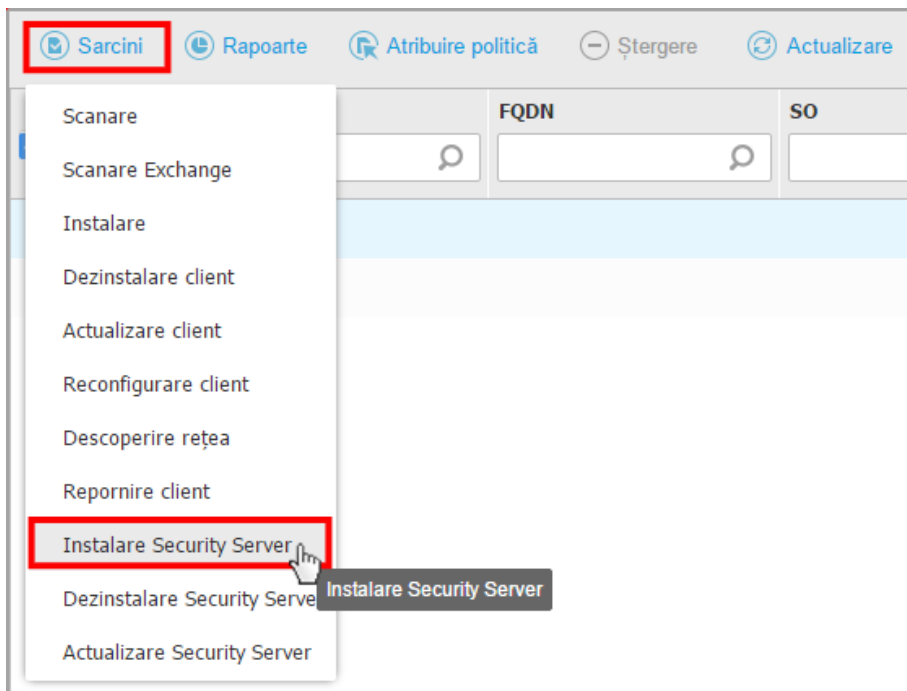 Sarcini Rapoarte Atribuire politică Ștergere Actualizare
FQDN SO
Scanare
Scanare Exchange
Instalare
Dezinstalare client
Actualizare client
Reconfigurare client
Descoperire rețea
Repornire client
Instalare Security Server
Instalare Security Server
Dezinstalare Security Serve
Actualizare Security Server